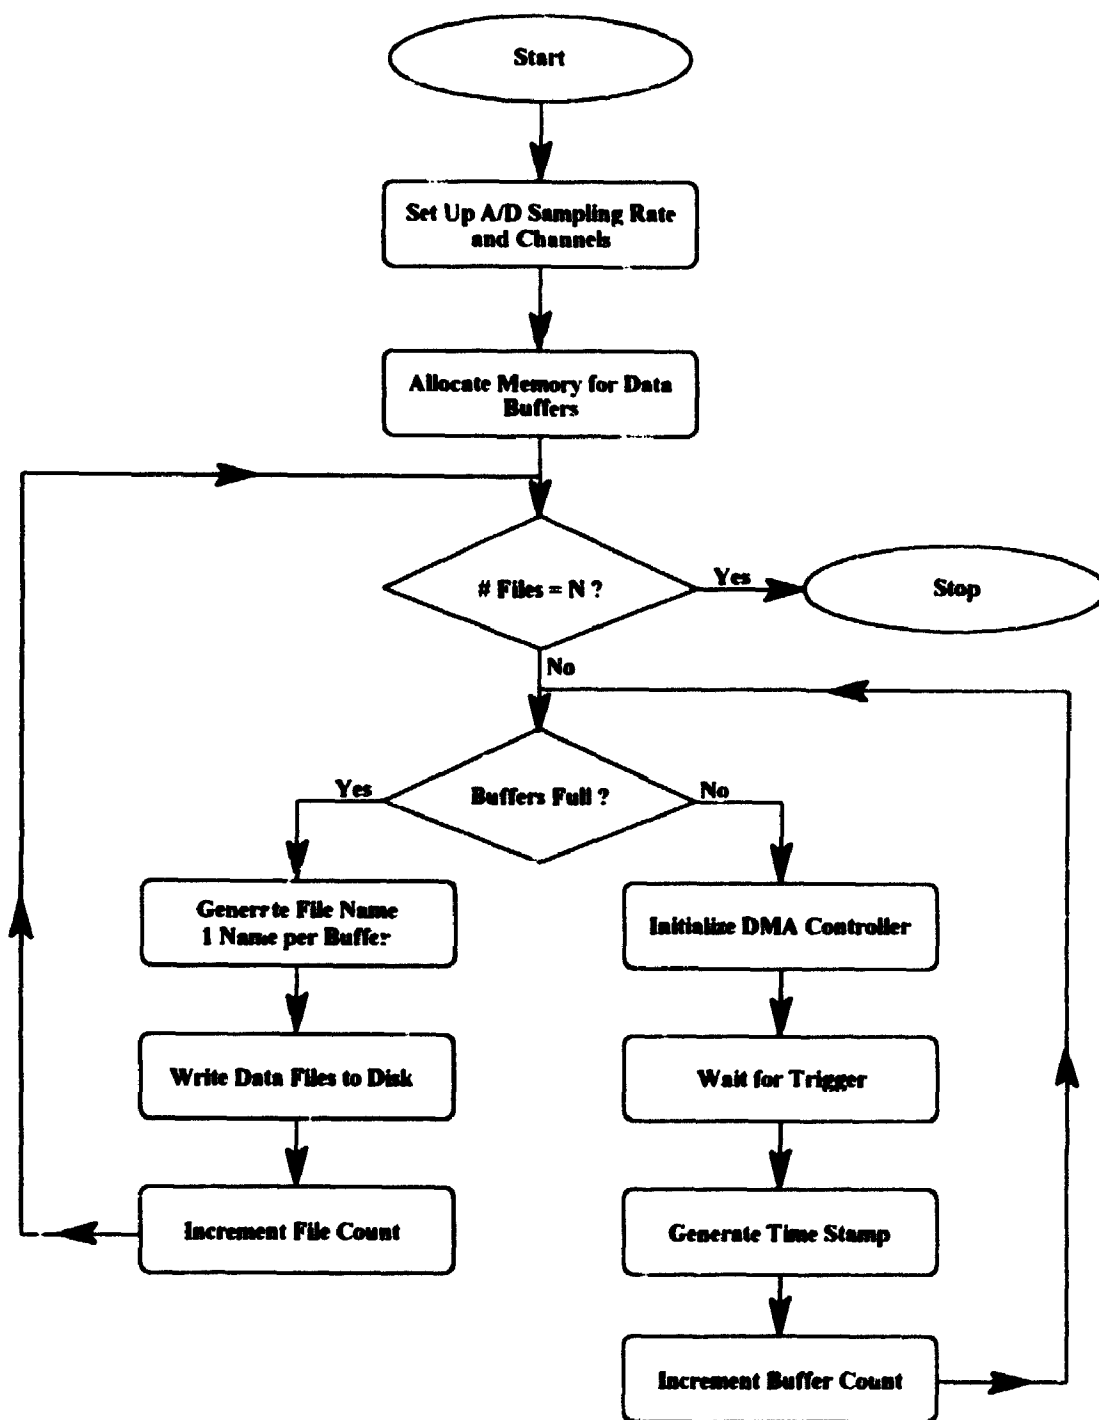 Start
Set Up A/D Sampling Rate
and Channels
Allocate Memory for Data
Buffers
# Files = N ?
Yes
Stop
No
Buffers Full ?
Yes
No
Generate File Name
1 Name per Buffer
Initialize DMA Controller
Write Data Files to Disk
Wait for Trigger
Increment File Count
Generate Time Stamp
Increment Buffer Count